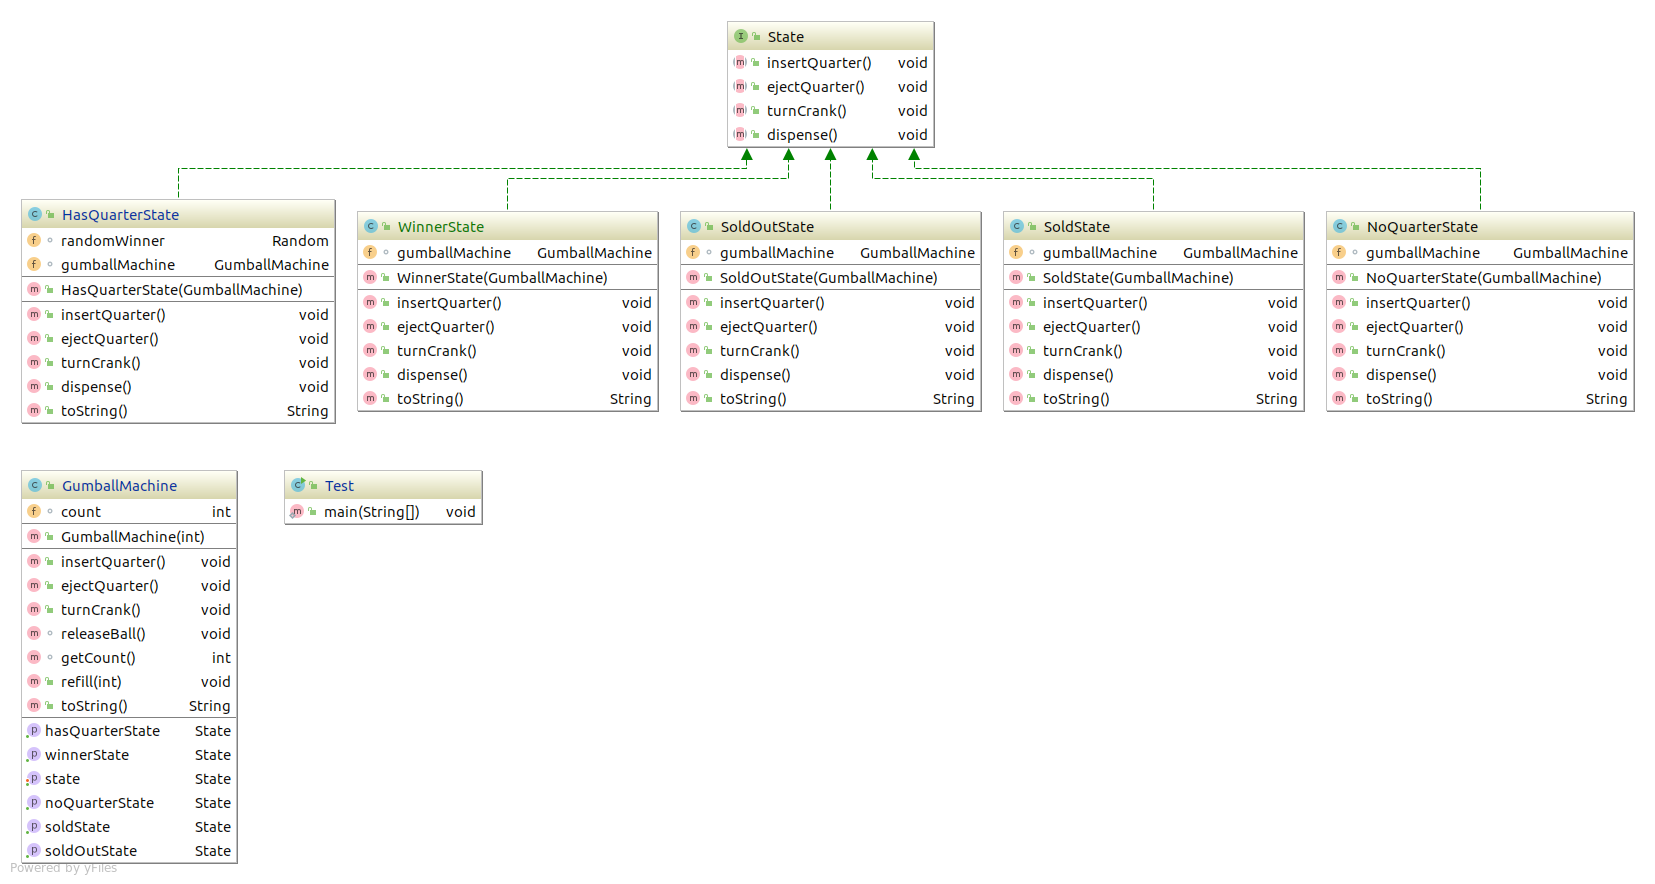 State
insertQuarter() void
ejectQuarter() void
turnCrank() void
dispense() void
HasQuarterState
randomWinner Random
gumballMachine GumballMachine
HasQuarterState(GumballMachine)
insertQuarter() void
ejectQuarter() void
turnCrank() void
dispense() void
toString() String
WinnerState
gumballMachine GumballMachine
WinnerState(GumballMachine)
insertQuarter() void
ejectQuarter() void
turnCrank() void
dispense() void
toString() String
SoldOutState
gumballMachine GumballMachine
SoldOutState(GumballMachine)
insertQuarter() void
ejectQuarter() void
turnCrank() void
dispense() void
toString() String
SoldState
gumballMachine GumballMachine
SoldState(GumballMachine)
insertQuarter() void
ejectQuarter() void
turnCrank() void
dispense() void
toString() String
NoQuarterState
gumballMachine GumballMachine
NoQuarterState(GumballMachine)
insertQuarter() void
ejectQuarter() void
turnCrank() void
dispense() void
toString() String
GumballMachine
count int
GumballMachine(int)
insertQuarter() void
ejectQuarter() void
turnCrank() void
releaseBall() void
getCount() int
refill(int) void
toString() String
hasQuarterState State
winnerState State
state State
noQuarterState State
soldState State
soldOutState State
Test
main(String[]) void
Powered by yFiles